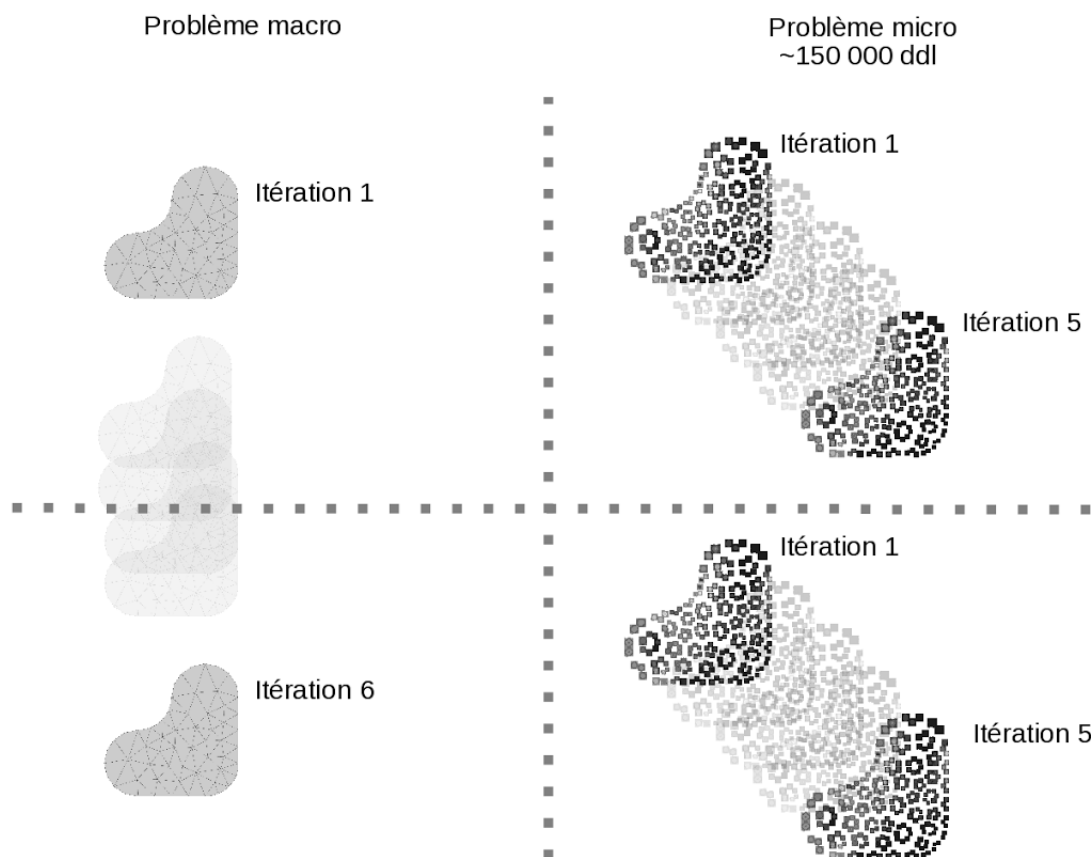 Problème macro
Problème micro
~150 000 ddl
Itération 1
Itération 1
Itération 5
Itération 1
Itération 6
Itération 5